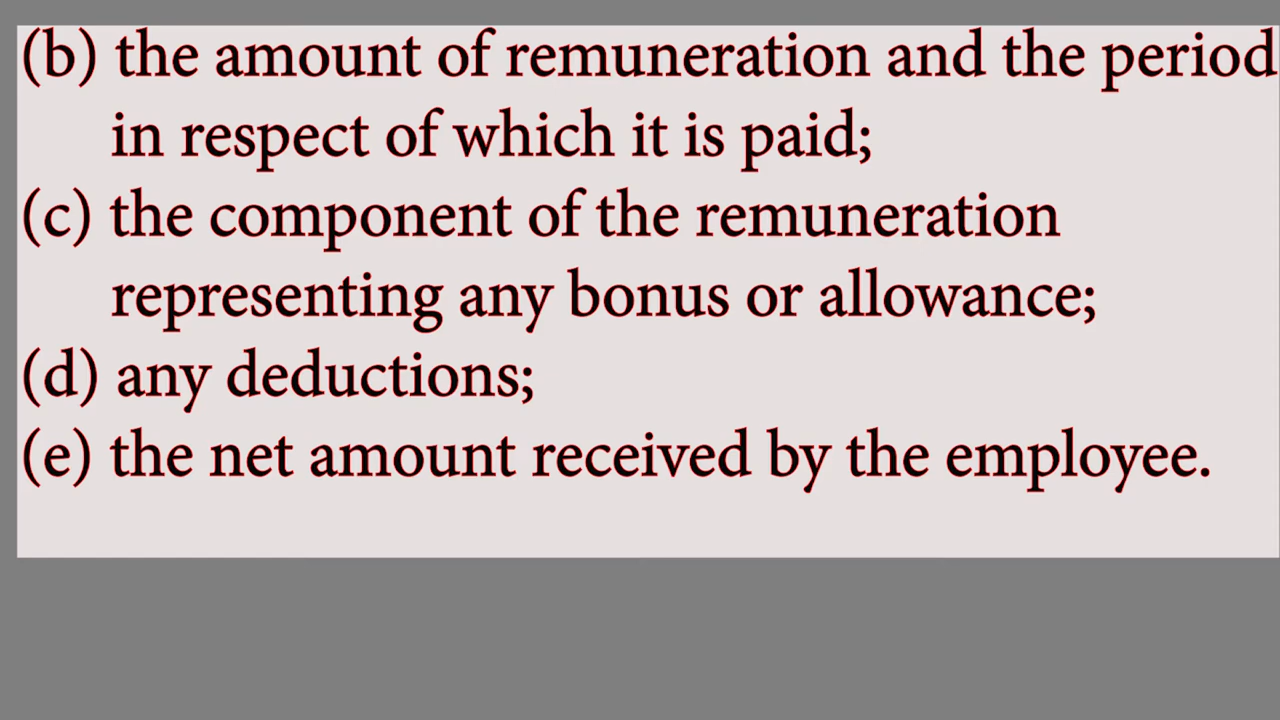 (b) the amount of remuneration and the period
in respect of which it is paid;
(c) the component of the remuneration
representing any bonus or allowance;
(d) any deductions;
(e) the net amount received by the employee.